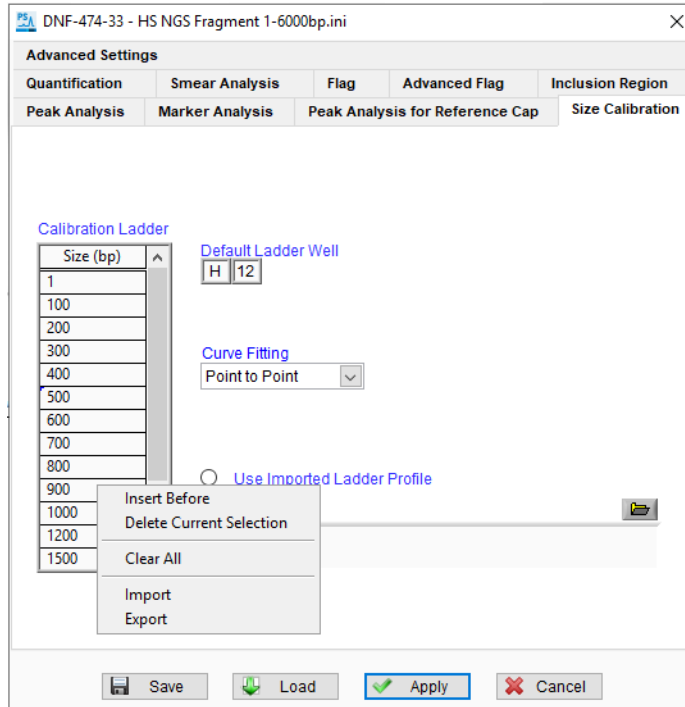 PS DNF-474-33 - HS NGS Fragment 1-6000bp.ini
Advanced Settings
Quantification Smear Analysis Flag Advanced Flag Inclusion Region
Peak Analysis Marker Analysis Peak Analysis for Reference Cap Size Calibration
Calibration Ladder
Size (bp)
1
100
200
300
400
500
600
700
800
900
1000
1200
1500
Default Ladder Well
H 12
Curve Fitting
Point to Point
Use Imported Ladder Profile
Insert Before
Delete Current Selection
Clear All
Import
Export
Save Load Apply Cancel